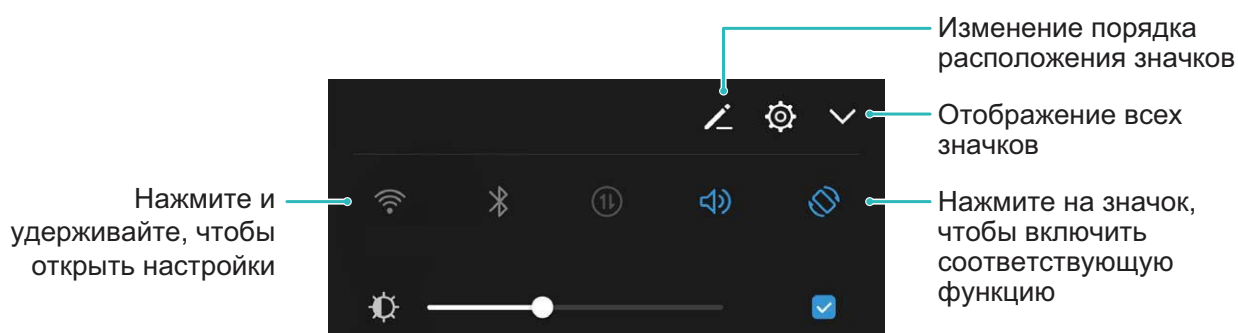 Изменение порядка
расположения значков
Отображение всех
значков
Нажмите и
удерживайте, чтобы
открыть настройки
Нажмите на значок,
чтобы включить
соответствующую
функцию